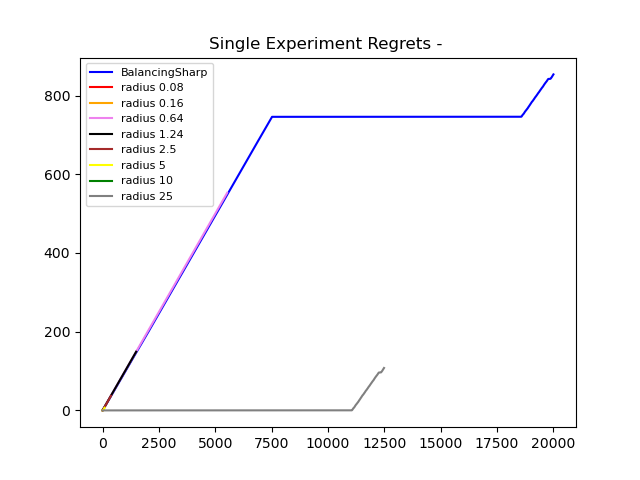 Single Experiment Regrets -
BalancingSharp
radius 0.08
radius 0.16
radius 0.64
radius 1.24
radius 2.5
radius 5
radius 10
radius 25
800
600
400
200
0
0 2500 5000 7500 10000 12500 15000 17500 20000